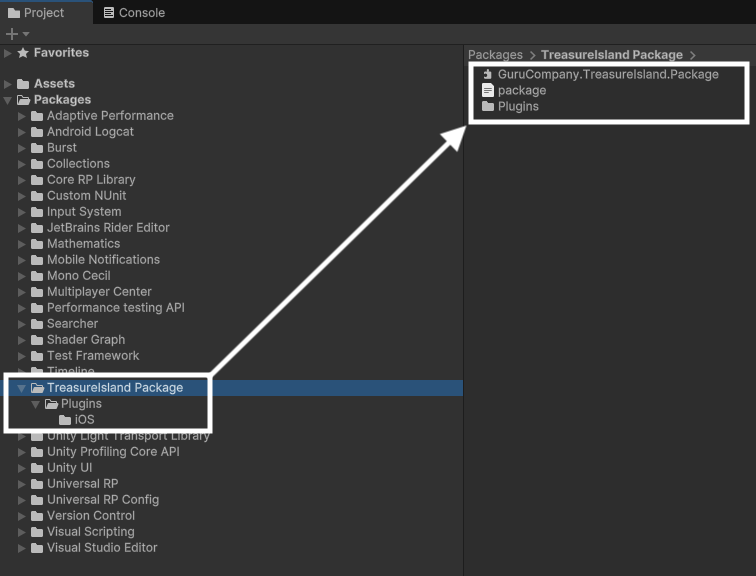 Project
Console
Favorites
Assets
Packages
Adaptive Performance
Android Logcat
Burst
Collections
Core RP Library
Custom NUnit
Input System
JetBrains Rider Editor
Mathematics
Mobile Notifications
Mono Cecil
Multiplayer Center
Performance testing API
Searcher
Shader Graph
Test Framework
Timeline
TreasureIsland Package
Plugins
iOS
Unity Light Transport Library
Unity Profiling Core API
Unity UI
Universal RP
Universal RP Config
Version Control
Visual Scripting
Visual Studio Editor
Packages > TreasureIsland Package >
GuruCompany.TreasureIsland.Package
package
Plugins